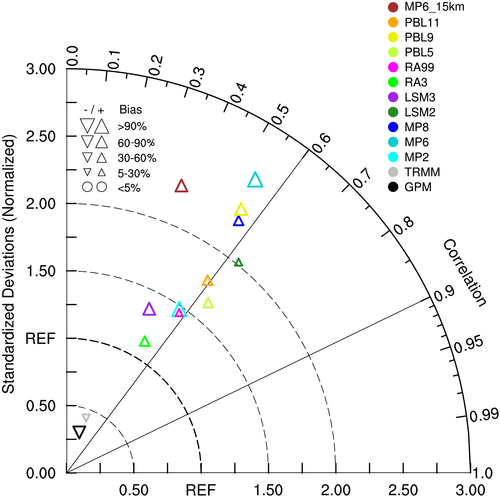 MP6_15km
PBL11
PBL9
PBL5
RA99
RA3
LSM3
LSM2
MP8
MP6
MP2
TRMM
GPM
- / + Bias
>90%
60-90%
30-60%
5-30%
<5%
Standardized Deviations (Normalized)
3.00
2.50
2.00
1.50
REF
0.50
0.00
0.0
0.1
0.2
0.3
0.4
0.5
0.6
0.7
0.8
Correlation
0.9
0.95
0.99
1.0
0.50 REF 1.50 2.00 2.50 3.00